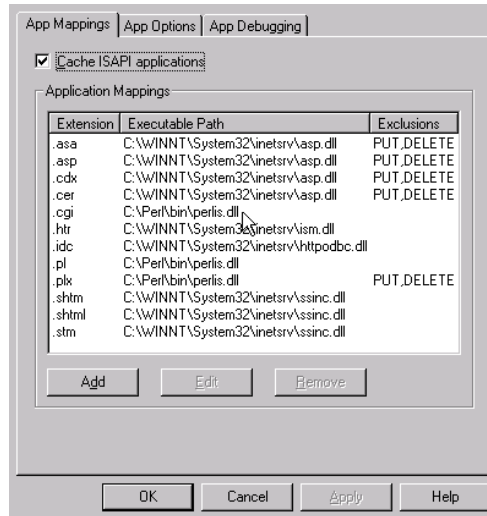 App Mappings App Options App Debugging
Cache ISAPI applications
Application Mappings
Extension Executable Path Exclusions
.asa C:\WINNT\System32\inetsrv\asp.dll PUT,DELETE
.asp C:\WINNT\System32\inetsrv\asp.dll PUT,DELETE
.cdx C:\WINNT\System32\inetsrv\asp.dll PUT,DELETE
.cer C:\WINNT\System32\inetsrv\asp.dll PUT,DELETE
.cgi C:\Perl\bin\perlis.dll
.htr C:\WINNT\System32\inetsrv\ism.dll
.idc C:\WINNT\System32\inetsrv\httpodbc.dll
.pl C:\Perl\bin\perlis.dll
.plx C:\Perl\bin\perlis.dll PUT,DELETE
.shtm C:\WINNT\System32\inetsrv\ssinc.dll
.shtml C:\WINNT\System32\inetsrv\ssinc.dll
.stm C:\WINNT\System32\inetsrv\ssinc.dll
Add Edit Remove
OK Cancel Apply Help